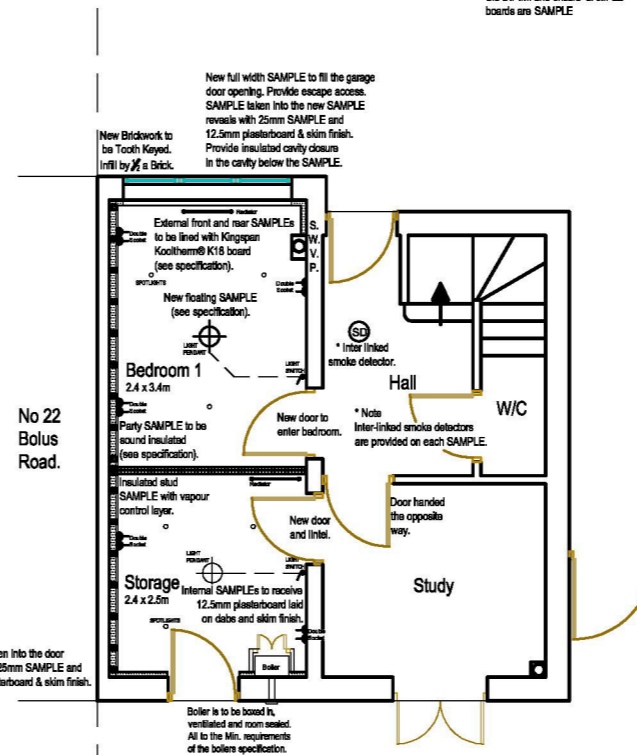 boards are SAMPLE
New full width SAMPLE to fill the garage
door opening. Provide escape access.
SAMPLE taken into the new SAMPLE
reveals with 25mm SAMPLE and
12.5mm plasterboard & skim finish.
Provide insulated cavity closure
in the cavity below the SAMPLE.
New Brickwork to
be Tooth Keyed.
Infill by ½ a Brick.
Radiator
S.
W.
V.
P.
External front and rear SAMPLEs
to be lined with Kingspan
Kooltherm® K18 board
(see specification).
Double
Socket
SPOTLIGHTS
Double
Socket
New floating SAMPLE
(see specification).
LIGHT
PENDANT
LIGHT
SWITCH
Bedroom 1
2.4 x 3.4m
Double
Socket
Party SAMPLE to be
sound insulated
(see specification).
New door to
enter bedroom.
SD
* Inter linked
smoke detector.
Hall
* Note
Inter-linked smoke detectors
are provided on each SAMPLE.
W/C
No 22
Bolus
Road.
Insulated stud
SAMPLE with vapour
control layer.
Radiator
Double
Socket
New door
and lintel.
Door handed
the opposite
way.
LIGHT
PENDANT
LIGHT
SWITCH
Storage
2.4 x 2.5m
Internal SAMPLEs to receive
12.5mm plasterboard laid
on dabs and skim finish.
SPOTLIGHTS
Double
Socket
Study
Boiler
en into the door
25mm SAMPLE and
terboard & skim finish.
Boiler is to be boxed in,
ventilated and room sealed.
All to the Min. requirements
of the boilers specification.